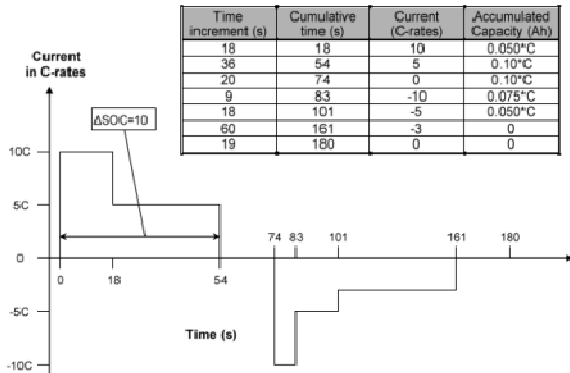 Time increment (s) Cumulative time (s) Current (C-rates) Accumulated Capacity (Ah)
18 18 10 0.050*C
36 54 5 0.10*C
20 74 0 0.10*C
9 83 -10 0.075*C
18 101 -5 0.050*C
60 161 -3 0
19 180 0 0
Current
in C-rates
ΔSOC=10
10C
5C
0
-5C
-10C
0 18 54
74 83 101 161 180
Time (s)